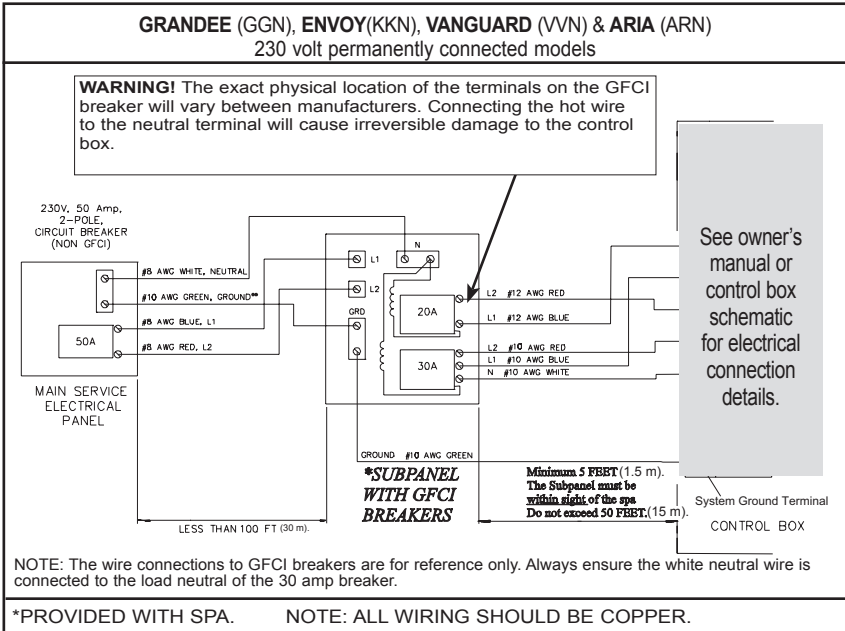 GRANDEE (GGN), ENVOY(KKN), VANGUARD (VVN) & ARIA (ARN)
230 volt permanently connected models
WARNING! The exact physical location of the terminals on the GFCI
breaker will vary between manufacturers. Connecting the hot wire
to the neutral terminal will cause irreversible damage to the control
box.
230V, 50 Amp,
2-POLE,
CIRCUIT BREAKER
(NON GFCI)
#8 AWG WHITE, NEUTRAL
#10 AWG GREEN, GROUND**
#8 AWG BLUE, L1
#8 AWG RED, L2
50A
MAIN SERVICE
ELECTRICAL
PANEL
L1
N
L2
GRD
20A
30A
L2 #12 AWG RED
L1 #12 AWG BLUE
L2 #10 AWG RED
L1 #10 AWG BLUE
N #10 AWG WHITE
GROUND #10 AWG GREEN
See owner's
manual or
control box
schematic
for electrical
connection
details.
*SUBPANEL
WITH GFCI
BREAKERS
Minimum 5 FEET (1.5 m).
The Subpanel must be
within sight of the spa
Do not exceed 50 FEET.(15 m).
System Ground Terminal
CONTROL BOX
LESS THAN 100 FT (30 m).
NOTE: The wire connections to GFCI breakers are for reference only. Always ensure the white neutral wire is
connected to the load neutral of the 30 amp breaker.
*PROVIDED WITH SPA. NOTE: ALL WIRING SHOULD BE COPPER.